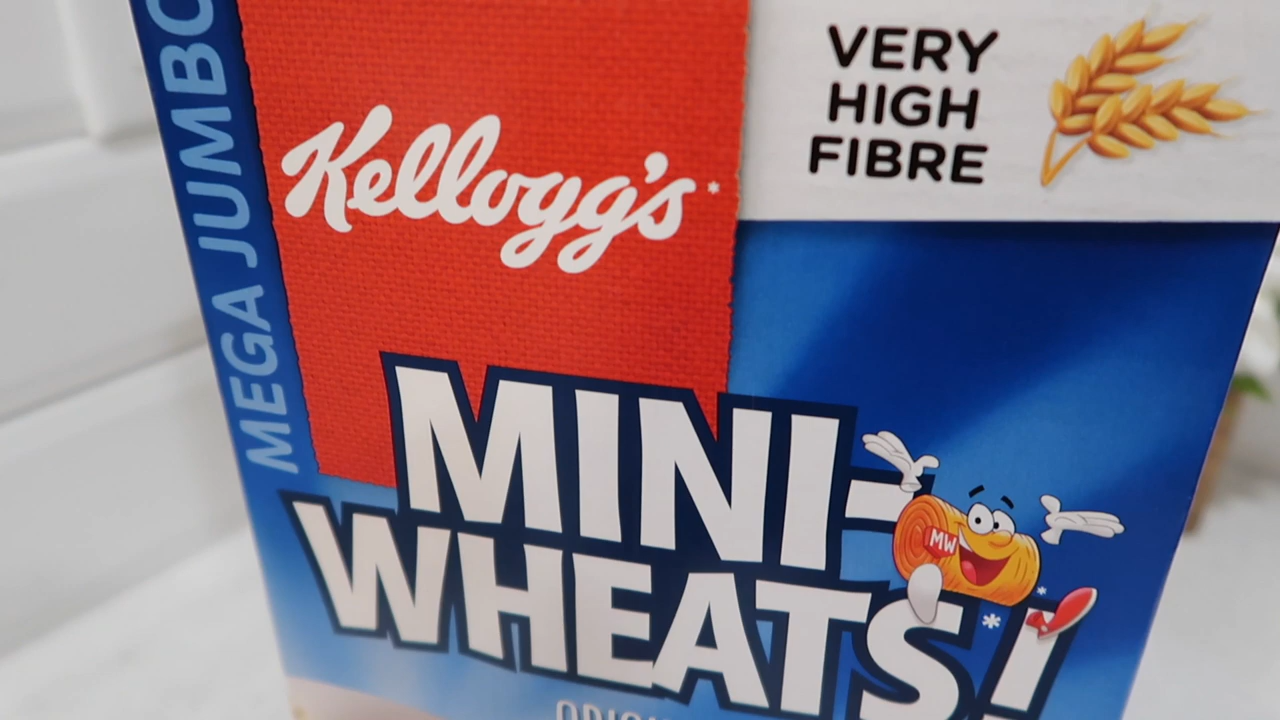 MEGA JUMBO
Kellogg's*
VERY
HIGH
FIBRE
MINI-
WHEATS!*
MW